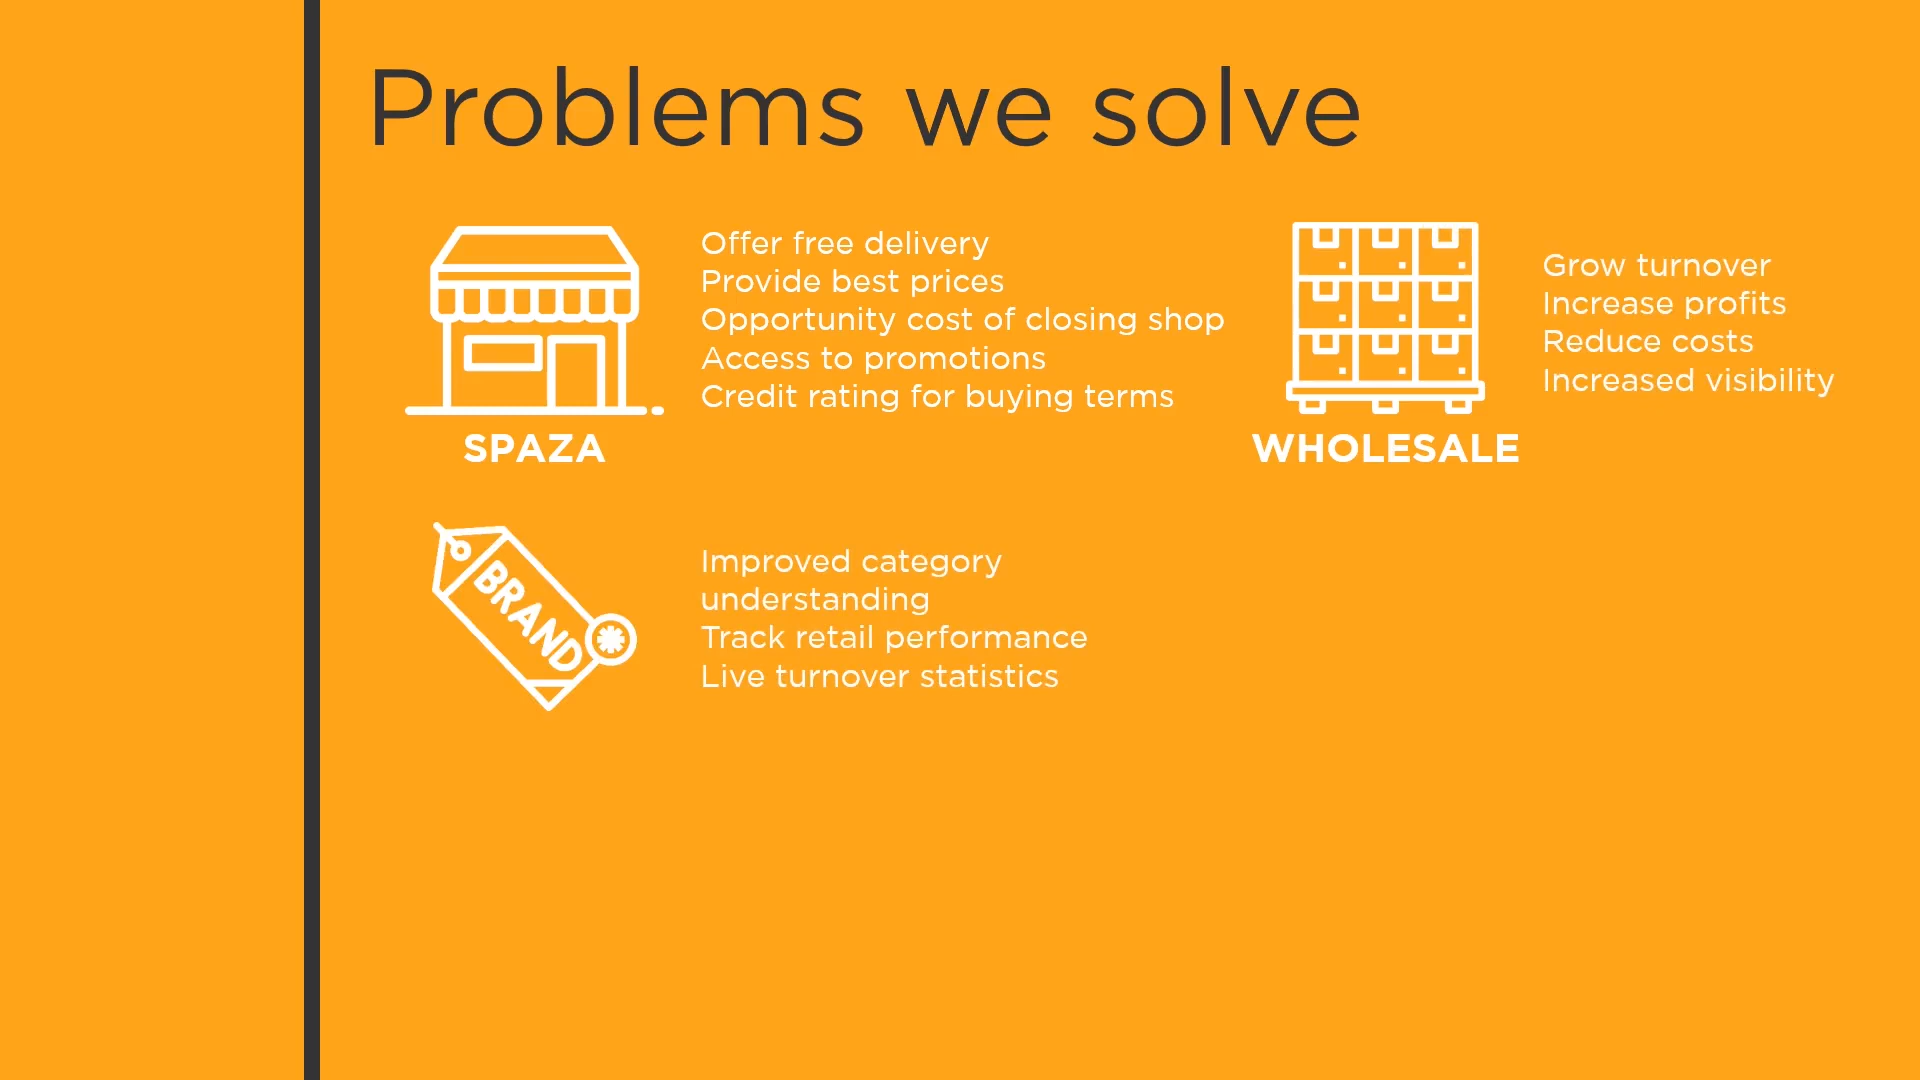 Problems we solve
Offer free delivery
Provide best prices
Opportunity cost of closing shop
Access to promotions
Credit rating for buying terms
SPAZA
Grow turnover
Increase profits
Reduce costs
Increased visibility
WHOLESALE
BRAND
Improved category
understanding
Track retail performance
Live turnover statistics